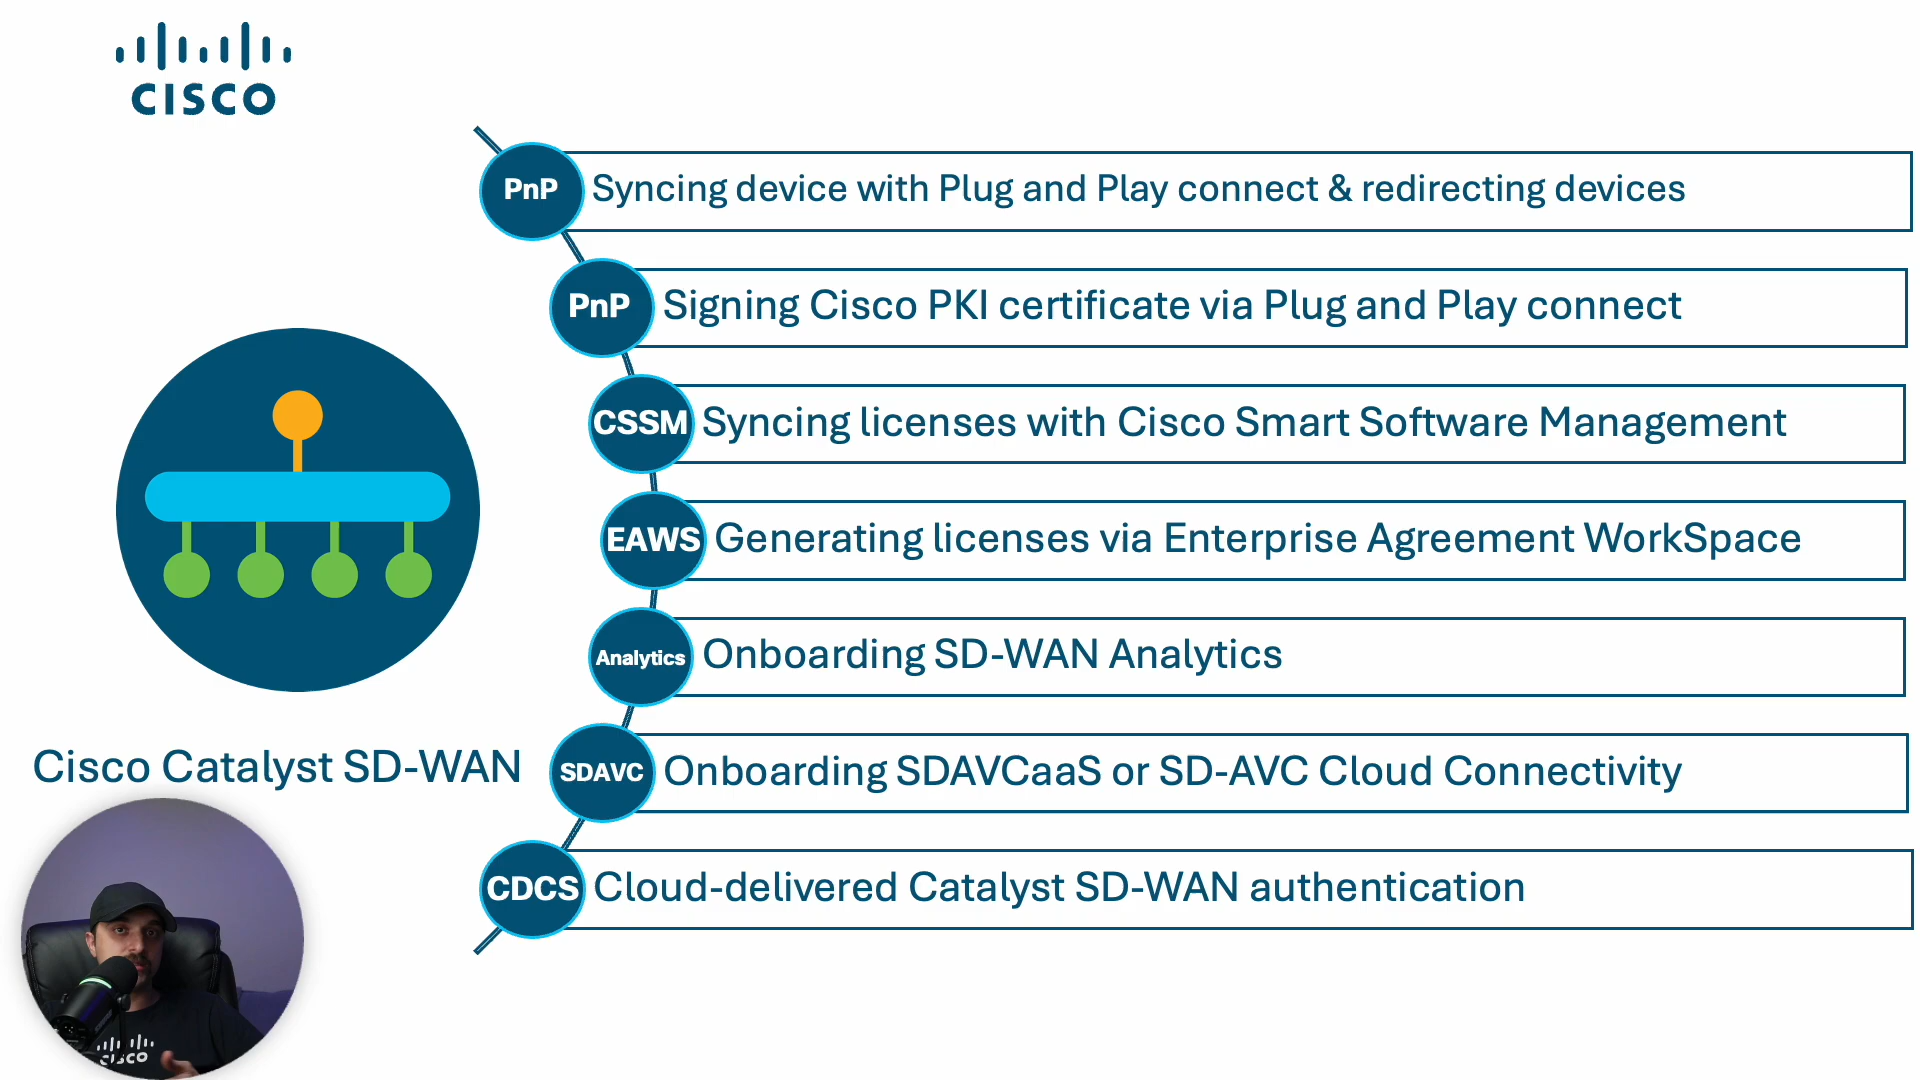 CISCO
PnP Syncing device with Plug and Play connect & redirecting devices
PnP Signing Cisco PKI certificate via Plug and Play connect
CSSM Syncing licenses with Cisco Smart Software Management
EAWS Generating licenses via Enterprise Agreement WorkSpace
Analytics Onboarding SD-WAN Analytics
SDAVC Onboarding SDAVCaaS or SD-AVC Cloud Connectivity
CDCS Cloud-delivered Catalyst SD-WAN authentication
Cisco Catalyst SD-WAN
CISCO